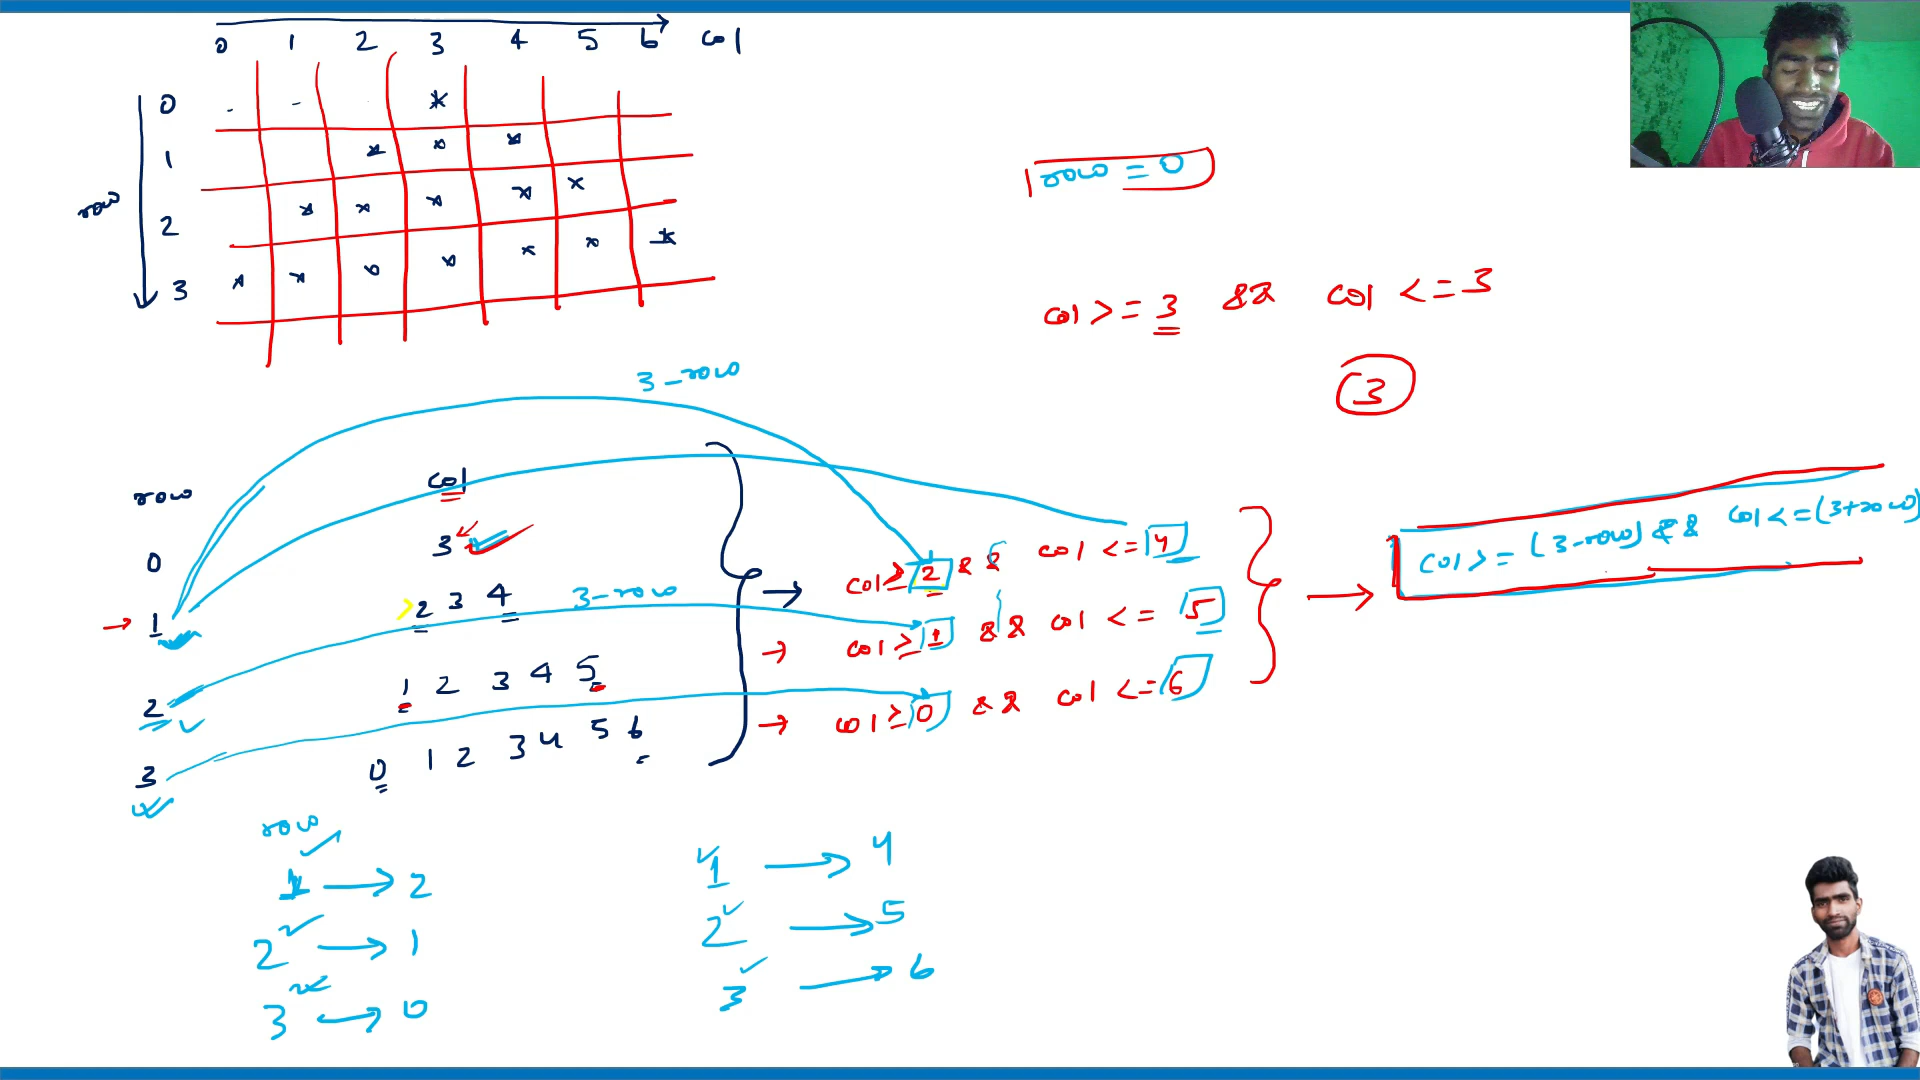 0 1 2 3 4 5 6 col
0 - - *
1 * * *
row
2 * * * * *
3 * * * * * * *
row = 0
col >= 3 && col <= 3
3
3-row
row col
0 3
1 2 3 4 3-row → col ≥ 2 && col <= 4
2 1 2 3 4 5 → col ≥ 1 && col <= 5
3 0 1 2 3 4 5 6 → col ≥ 0 && col <= 6
→ col >= (3-row) && col <= (3+row)
row
1 → 2
2 → 1
3 → 0
1 → 4
2 → 5
3 → 6